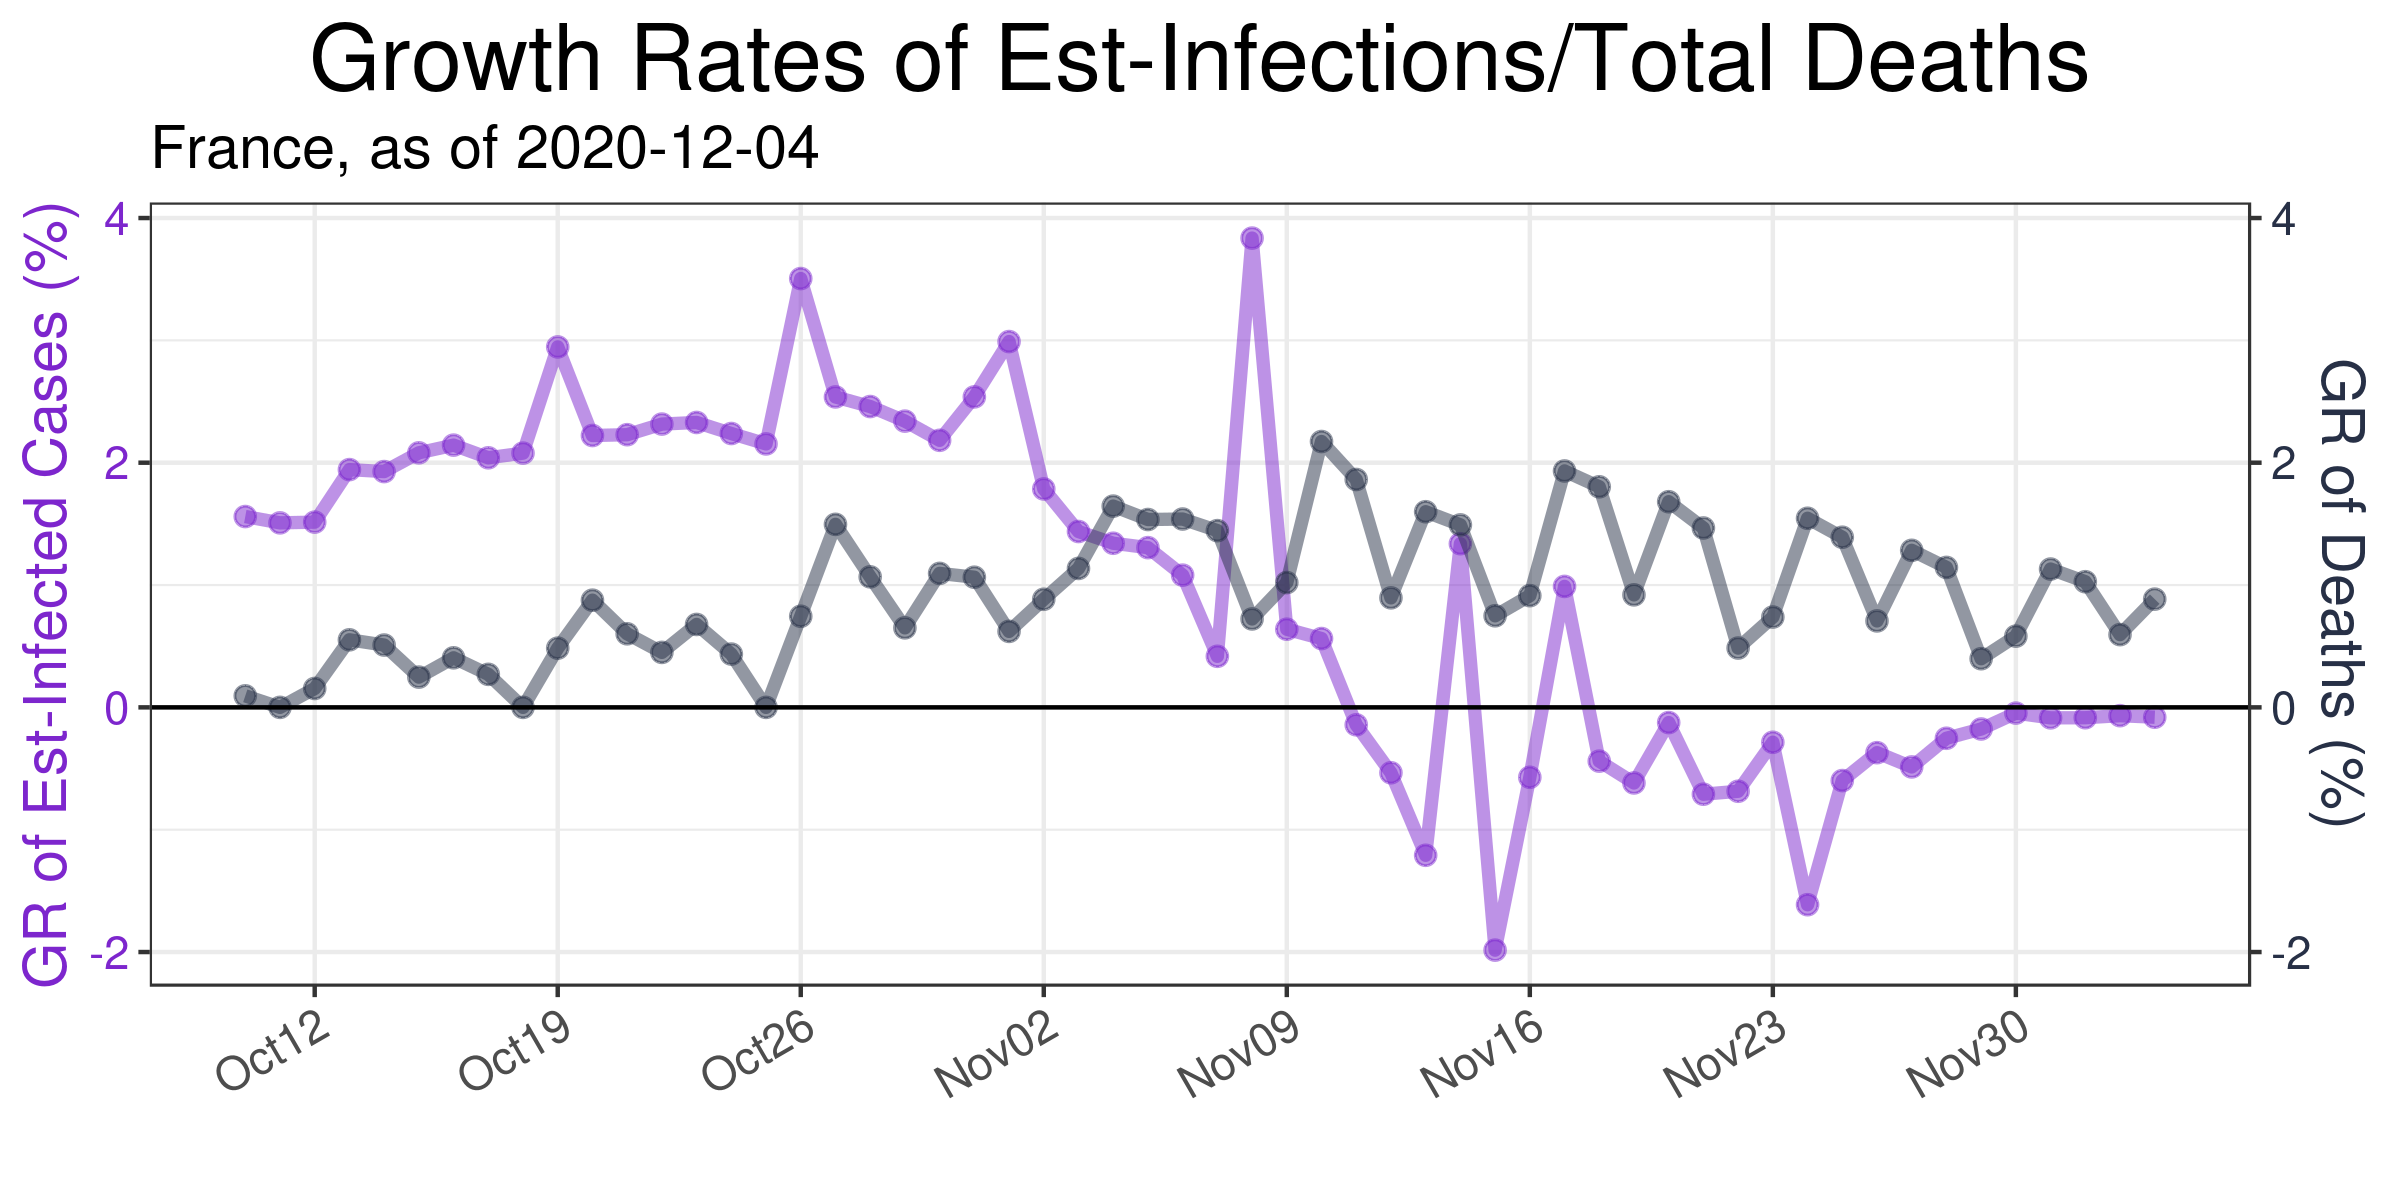 Growth Rates of Est-Infections/Total Deaths
France, as of 2020-12-04
GR of Est-Infected Cases (%)
4
2
0
-2
4
2
0
-2
GR of Deaths (%)
Oct12
Oct19
Oct26
Nov02
Nov09
Nov16
Nov23
Nov30